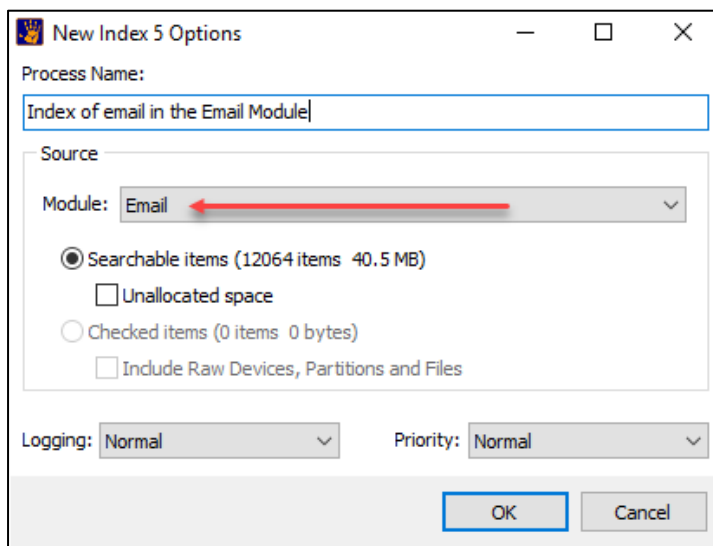 New Index 5 Options
Process Name:
Index of email in the Email Module
Source
Module: Email
Searchable items (12064 items 40.5 MB)
Unallocated space
Checked items (0 items 0 bytes)
Include Raw Devices, Partitions and Files
Logging: Normal Priority: Normal
OK Cancel